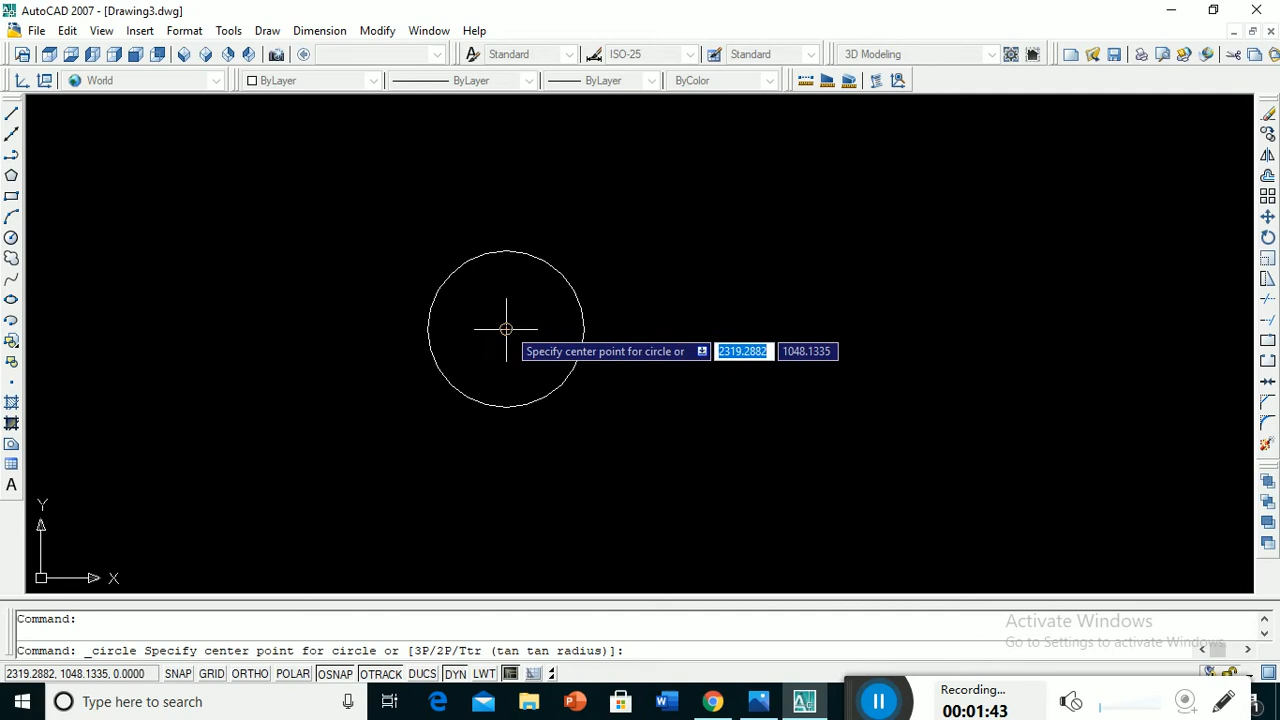 AutoCAD 2007 - [Drawing3.dwg]
File Edit View Insert Format Tools Draw Dimension Modify Window Help
Standard ISO-25 Standard 3D Modeling
World ByLayer ByLayer ByLayer ByColor
Specify center point for circle or 2319.2882 1048.1335
Y
X
A
Command:
Command: _circle Specify center point for circle or [3P/2P/Ttr (tan tan radius)]:
Activate Windows
Go to Settings to activate Windows.
2319.2882, 1048.1335, 0.0000 SNAP GRID ORTHO POLAR OSNAP OTRACK DUCS DYN LWT
Type here to search
Recording...
00:01:43
1